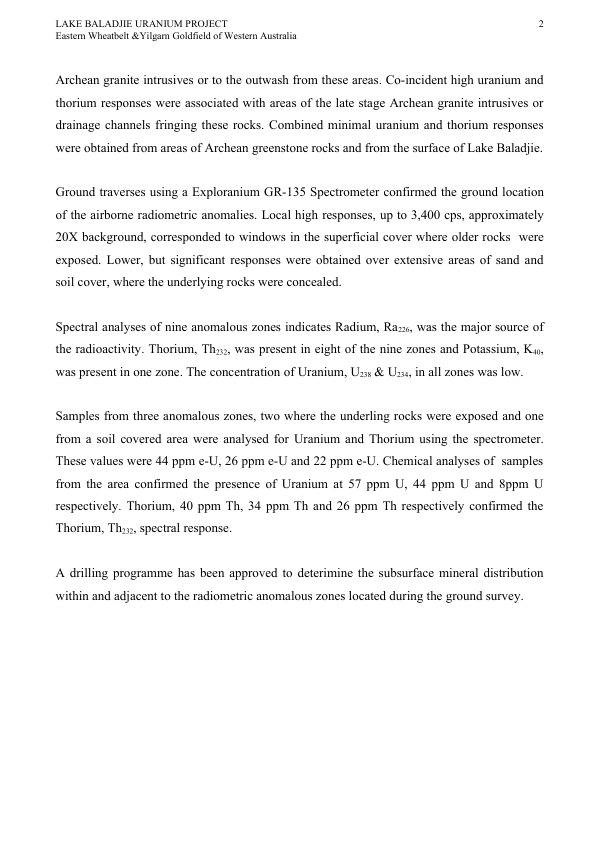 LAKE BALADJIE URANIUM PROJECT 2
Eastern Wheatbelt &Yilgarn Goldfield of Western Australia
Archean granite intrusives or to the outwash from these areas. Co-incident high uranium and
thorium responses were associated with areas of the late stage Archean granite intrusives or
drainage channels fringing these rocks. Combined minimal uranium and thorium responses
were obtained from areas of Archean greenstone rocks and from the surface of Lake Baladjie.
Ground traverses using a Exploranium GR-135 Spectrometer confirmed the ground location
of the airborne radiometric anomalies. Local high responses, up to 3,400 cps, approximately
20X background, corresponded to windows in the superficial cover where older rocks were
exposed. Lower, but significant responses were obtained over extensive areas of sand and
soil cover, where the underlying rocks were concealed.
Spectral analyses of nine anomalous zones indicates Radium, Ra₂₂₆, was the major source of
the radioactivity. Thorium, Th₂₃₂, was present in eight of the nine zones and Potassium, K₄₀,
was present in one zone. The concentration of Uranium, U₂₃₈ & U₂₃₄, in all zones was low.
Samples from three anomalous zones, two where the underling rocks were exposed and one
from a soil covered area were analysed for Uranium and Thorium using the spectrometer.
These values were 44 ppm e-U, 26 ppm e-U and 22 ppm e-U. Chemical analyses of samples
from the area confirmed the presence of Uranium at 57 ppm U, 44 ppm U and 8ppm U
respectively. Thorium, 40 ppm Th, 34 ppm Th and 26 ppm Th respectively confirmed the
Thorium, Th₂₃₂, spectral response.
A drilling programme has been approved to deterimine the subsurface mineral distribution
within and adjacent to the radiometric anomalous zones located during the ground survey.